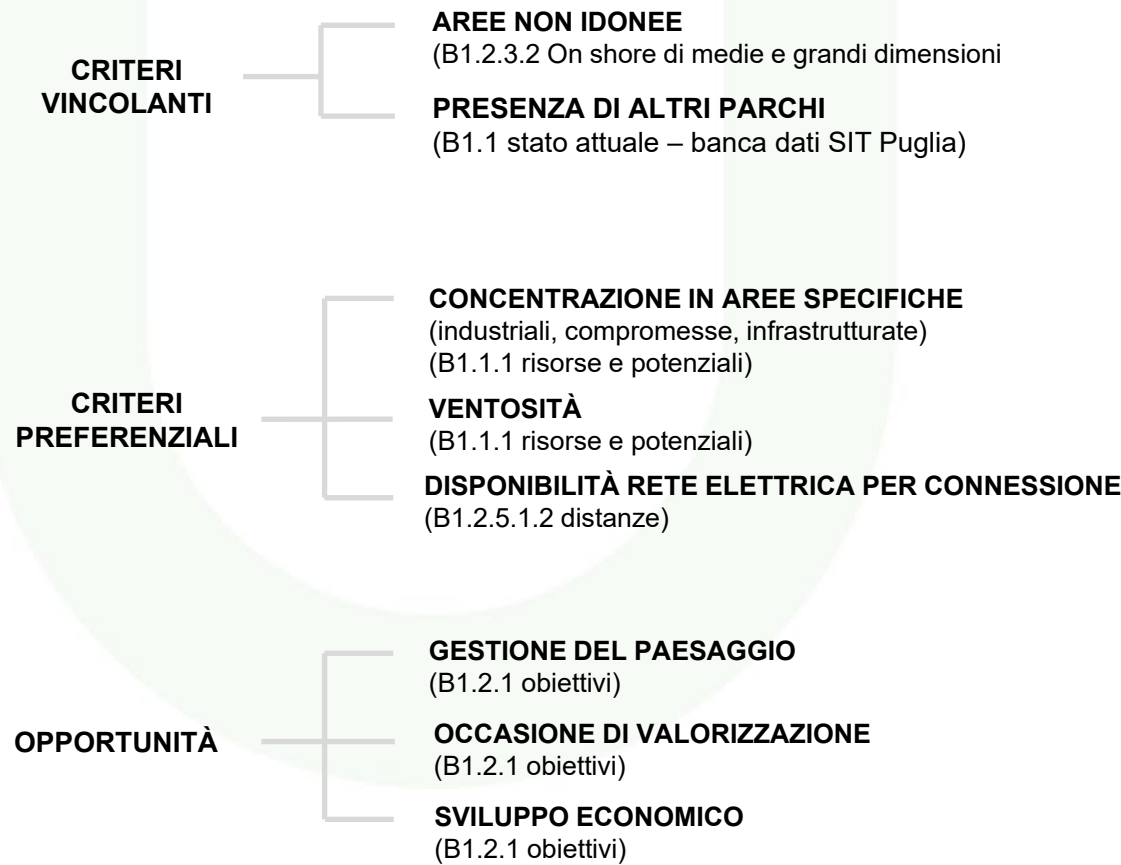 CRITERI
VINCOLANTI
AREE NON IDONEE
(B1.2.3.2 On shore di medie e grandi dimensioni
PRESENZA DI ALTRI PARCHI
(B1.1 stato attuale – banca dati SIT Puglia)
CRITERI
PREFERENZIALI
CONCENTRAZIONE IN AREE SPECIFICHE
(industriali, compromesse, infrastrutturate)
(B1.1.1 risorse e potenziali)
VENTOSITÀ
(B1.1.1 risorse e potenziali)
DISPONIBILITÀ RETE ELETTRICA PER CONNESSIONE
(B1.2.5.1.2 distanze)
OPPORTUNITÀ
GESTIONE DEL PAESAGGIO
(B1.2.1 obiettivi)
OCCASIONE DI VALORIZZAZIONE
(B1.2.1 obiettivi)
SVILUPPO ECONOMICO
(B1.2.1 obiettivi)